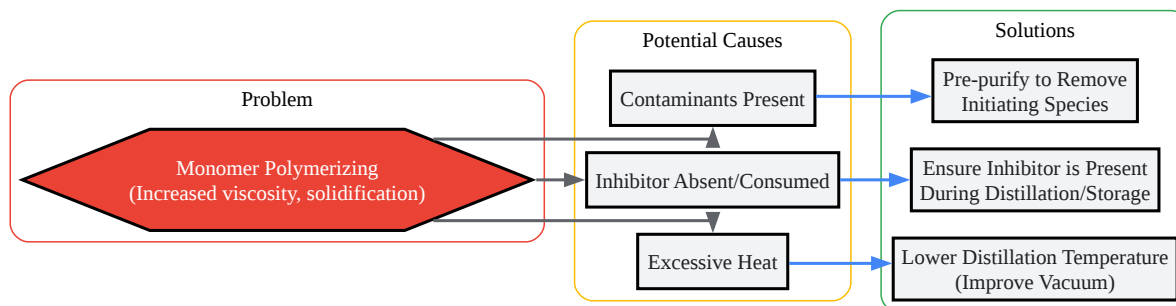 Problem
Monomer Polymerizing
(Increased viscosity, solidification)
Potential Causes
Contaminants Present
Inhibitor Absent/Consumed
Excessive Heat
Solutions
Pre-purify to Remove
Initiating Species
Ensure Inhibitor is Present
During Distillation/Storage
Lower Distillation Temperature
(Improve Vacuum)